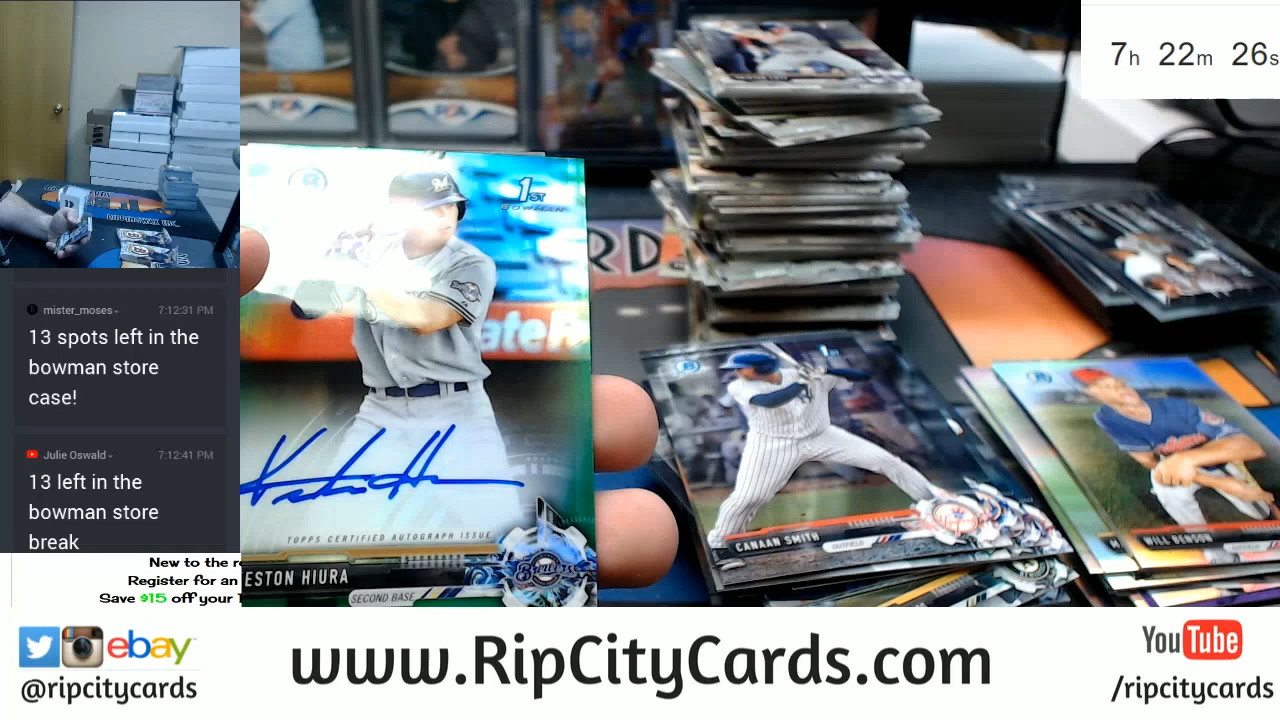 7h 22m 26s
1ST
BOWMAN
M
RDS
mister_moses
7:12:31 PM
13 spots left in the
bowman store
case!
Julie Oswald
7:12:41 PM
13 left in the
bowman store
break
TOPPS CERTIFIED AUTOGRAPH ISSUE
ESTON HIURA
SECOND BASE
CANAAN SMITH
OUTFIELD
WILL BENSON
New to the r
Register for an
Save $15 off your
ebay
@ripcitycards
www.RipCityCards.com
YouTube
/ripcitycards